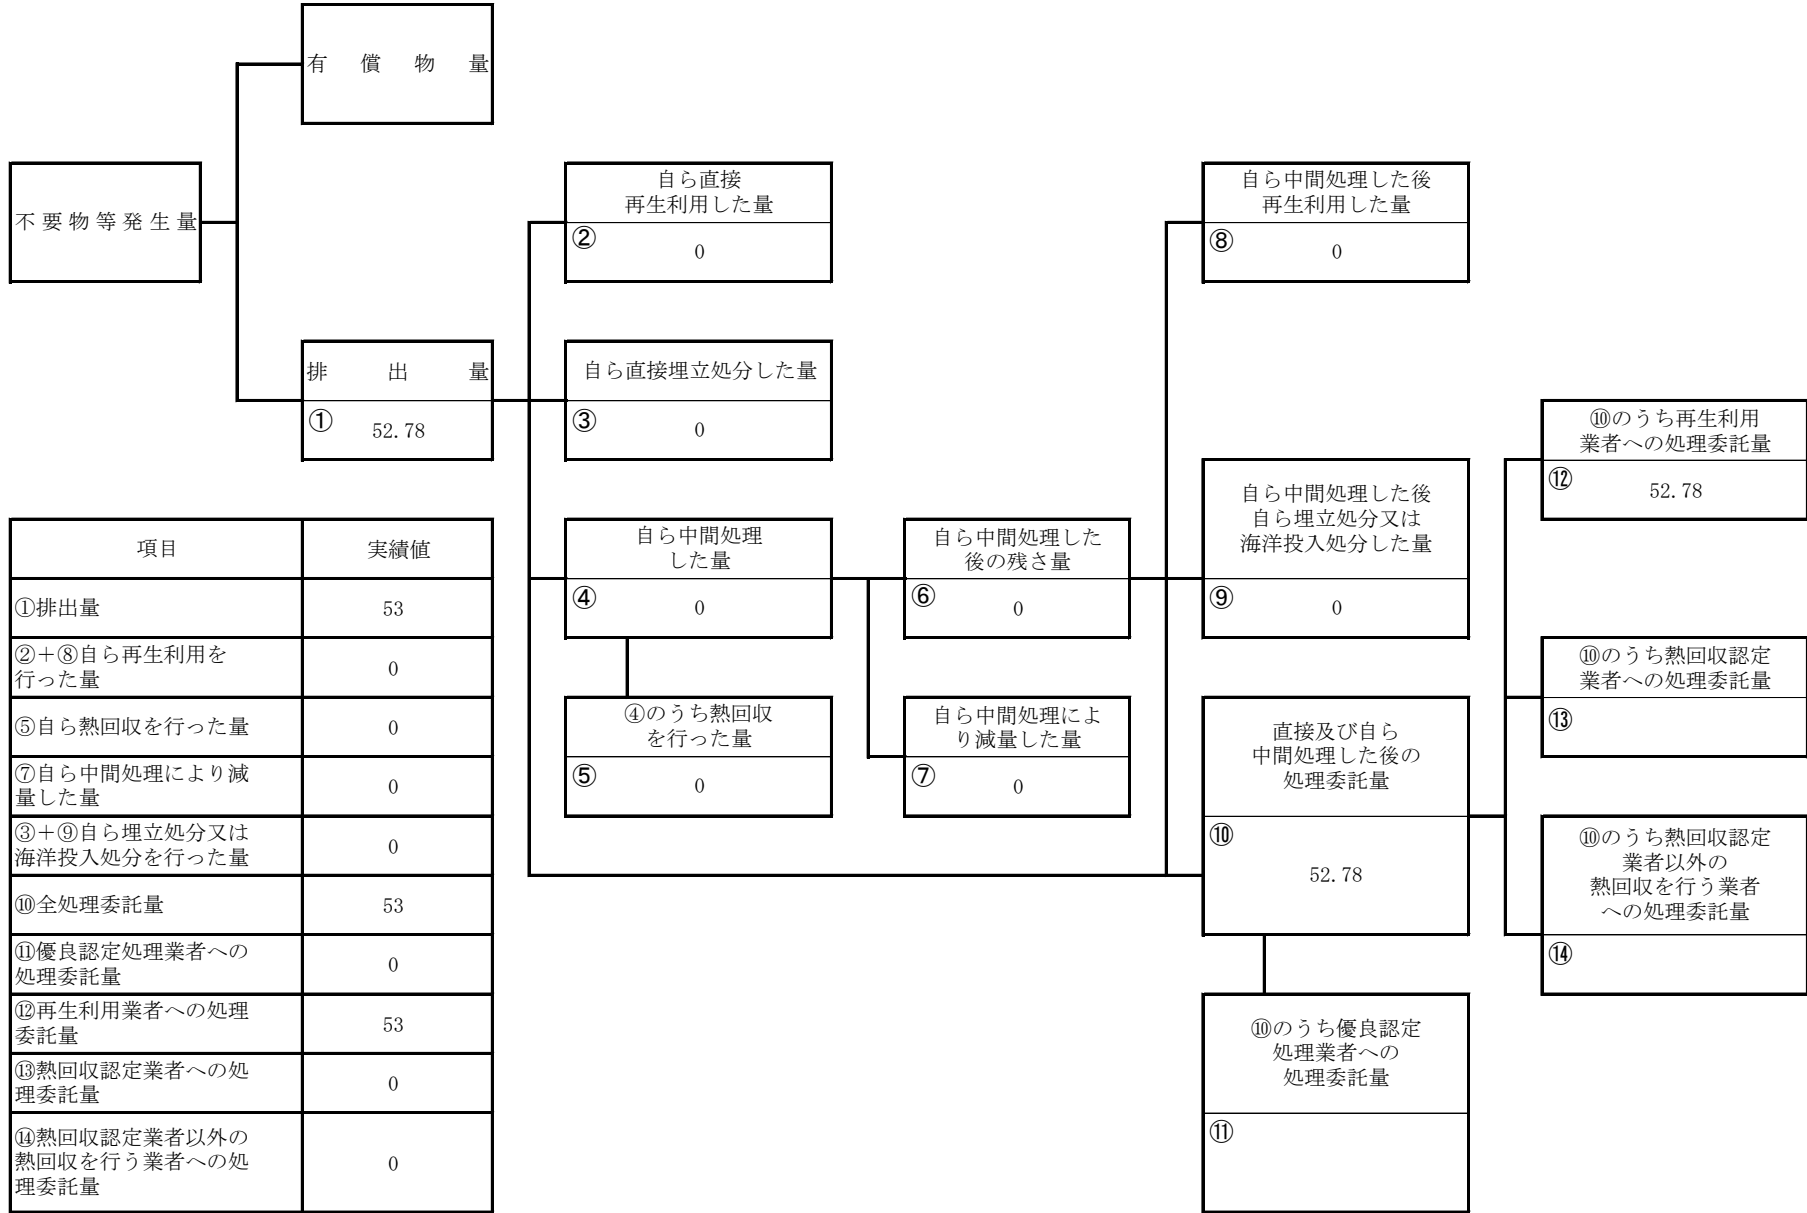 有償物量
不要物等発生量
排出量
① 52.78
自ら直接
再生利用した量
② 0
自ら直接埋立処分した量
③ 0
自ら中間処理
した量
④ 0
④のうち熱回収
を行った量
⑤ 0
自ら中間処理した
後の残さ量
⑥ 0
自ら中間処理によ
り減量した量
⑦ 0
自ら中間処理した後
再生利用した量
⑧ 0
自ら中間処理した後
自ら埋立処分又は
海洋投入処分した量
⑨ 0
直接及び自ら
中間処理した後の
処理委託量
⑩
52.78
⑩のうち優良認定
処理業者への
処理委託量
⑪
⑩のうち再生利用
業者への処理委託量
⑫ 52.78
⑩のうち熱回収認定
業者への処理委託量
⑬
⑩のうち熱回収認定
業者以外の
熱回収を行う業者
への処理委託量
⑭
項目 実績値
①排出量 53
②+⑧自ら再生利用を
行った量 0
⑤自ら熱回収を行った量 0
⑦自ら中間処理により減
量した量 0
③+⑨自ら埋立処分又は
海洋投入処分を行った量 0
⑩全処理委託量 53
⑪優良認定処理業者への
処理委託量 0
⑫再生利用業者への処理
委託量 53
⑬熱回収認定業者への処
理委託量 0
⑭熱回収認定業者以外の
熱回収を行う業者への処
理委託量 0